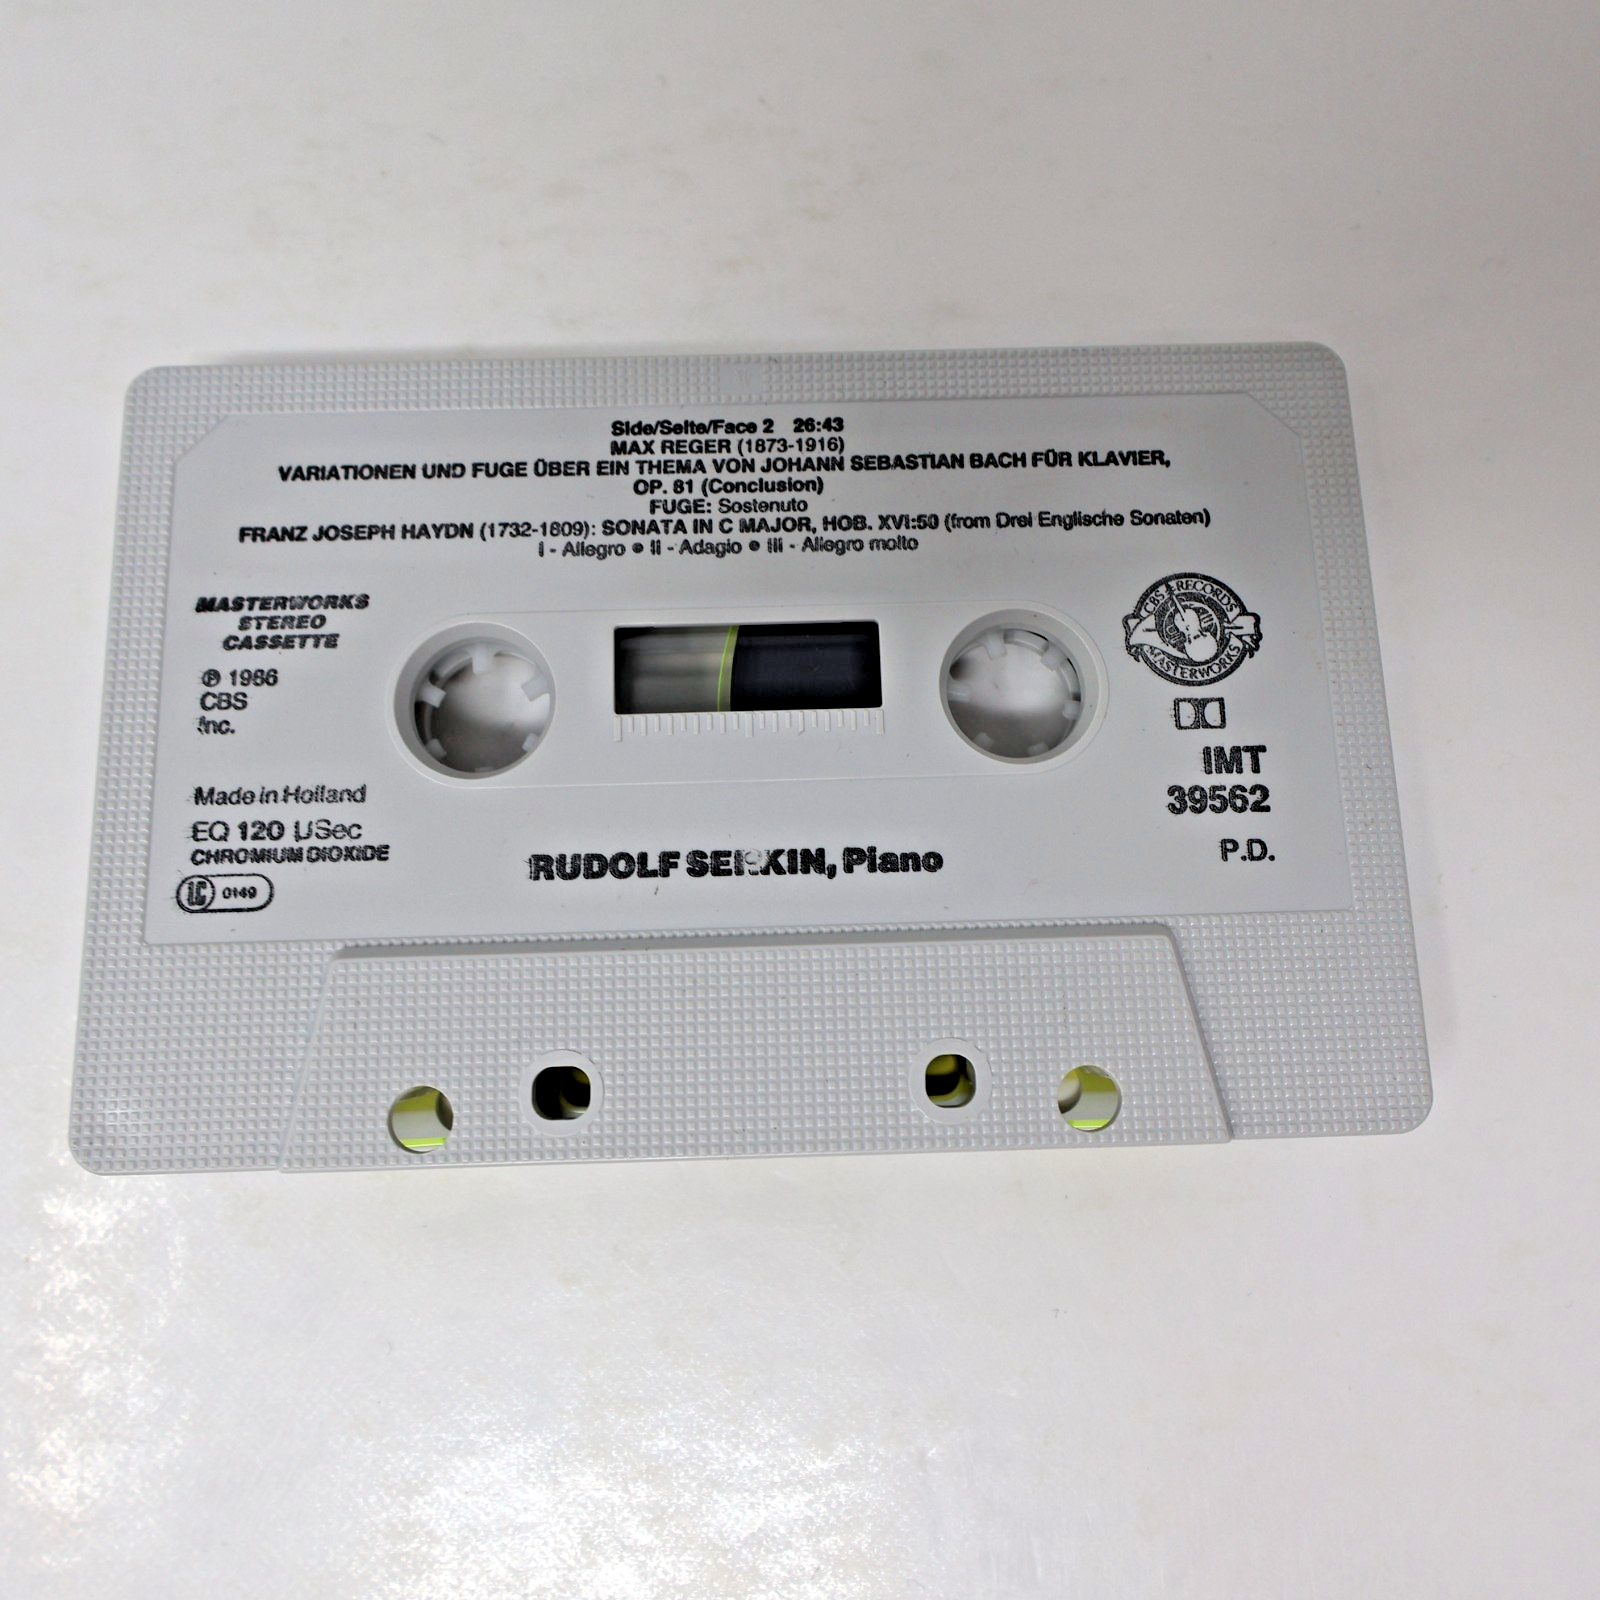 Side/Seite/Face 2 26:43
MAX REGER (1873-1916)
VARIATIONEN UND FUGE ÜBER EIN THEMA VON JOHANN SEBASTIAN BACH FÜR KLAVIER,
OP. 81 (Conclusion)
FUGE: Sostenuto
FRANZ JOSEPH HAYDN (1732-1809): SONATA IN C MAJOR, HOB. XVI:50 (from Drei Englische Sonaten)
I - Allegro ● II - Adagio ● III - Allegro molto
MASTERWORKS
STEREO
CASSETTE
℗ 1986
CBS
Inc.
Made in Holland
EQ 120 µSec
CHROMIUM DIOXIDE
LC 0149
CBS RECORDS
MASTERWORKS
IMT
39562
P.D.
RUDOLF SERKIN, Piano